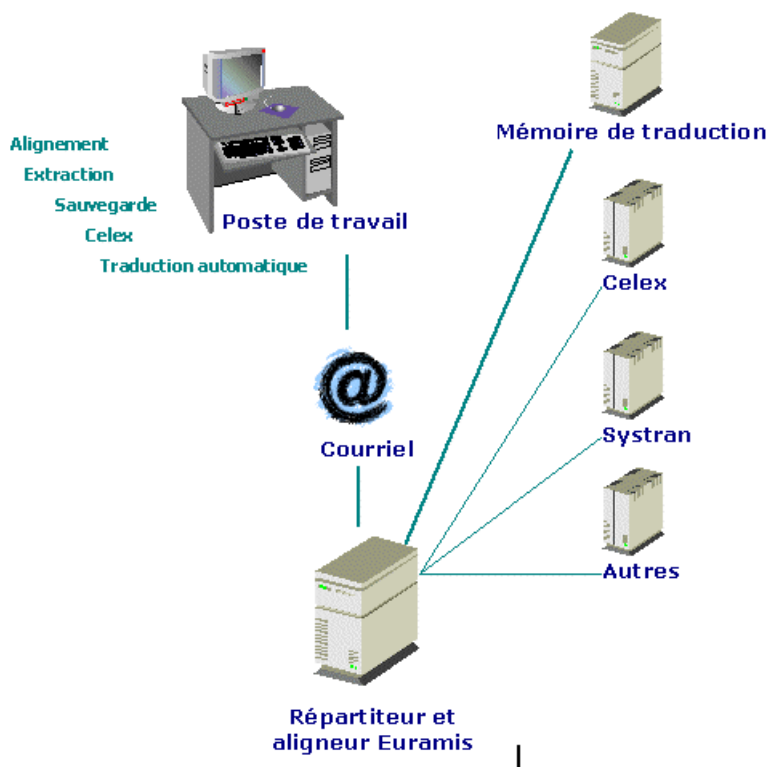 Mémoire de traduction
Alignement
Extraction
Sauvegarde
Celex
Traduction automatique
Poste de travail
Celex
@
Courriel
Systran
Autres
Répartiteur et
aligneur Euramis